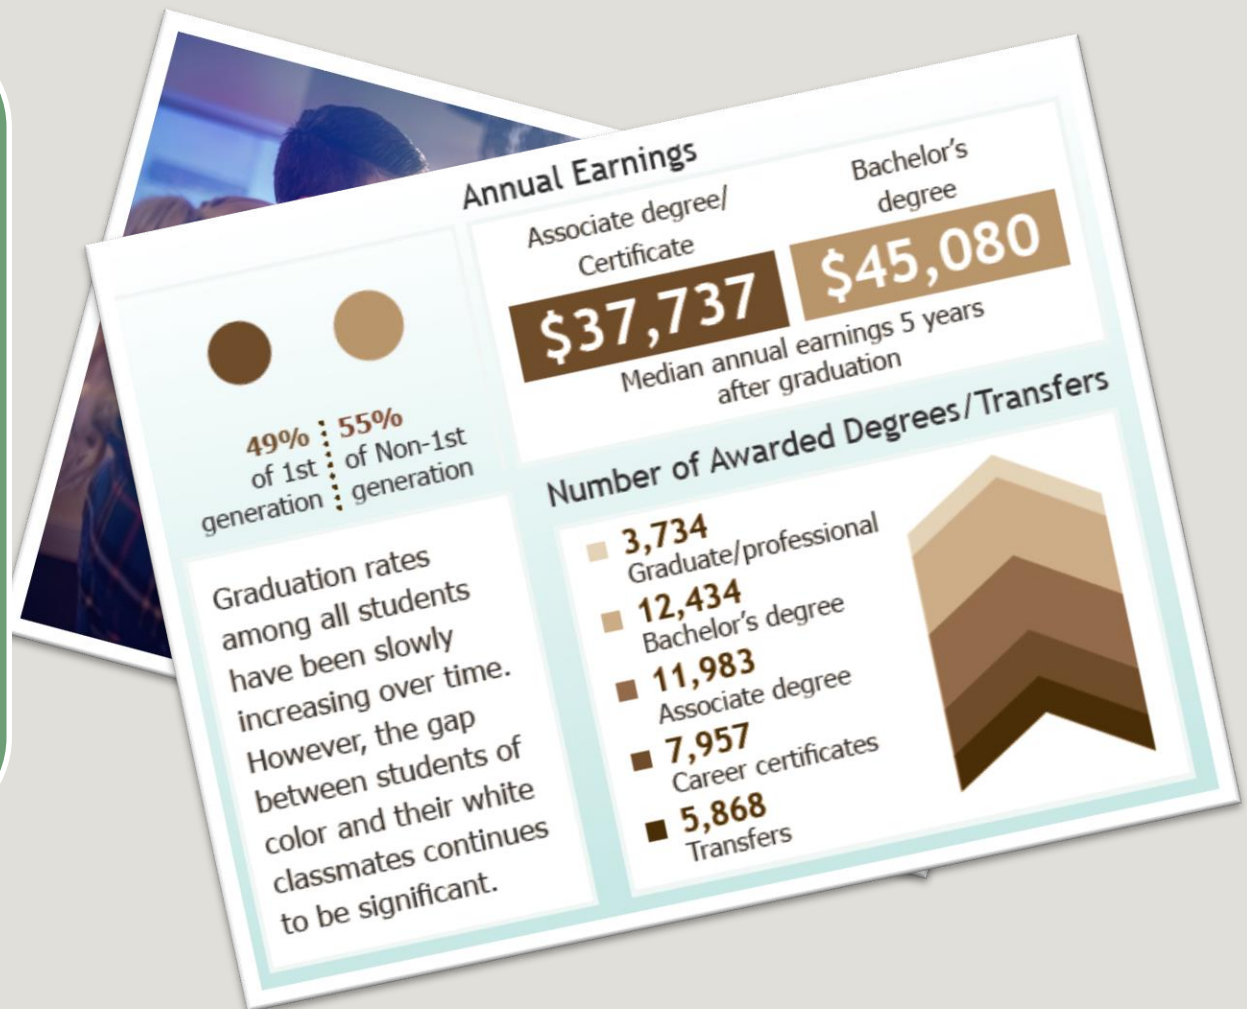 Annual Earnings
Associate degree/
Certificate
$37,737
Bachelor's
degree
$45,080
Median annual earnings 5 years
after graduation
49%
of 1st
generation
55%
of Non-1st
generation
Graduation rates
among all students
have been slowly
increasing over time.
However, the gap
between students of
color and their white
classmates continues
to be significant.
Number of Awarded Degrees/Transfers
3,734
Graduate/professional
12,434
Bachelor's degree
11,983
Associate degree
7,957
Career certificates
5,868
Transfers